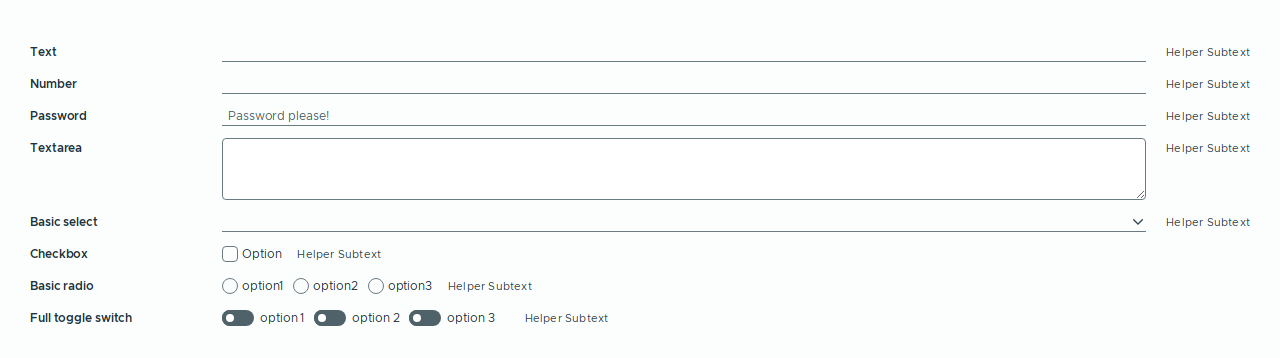 Text Helper Subtext
Number Helper Subtext
Password Password please! Helper Subtext
Textarea Helper Subtext
Basic select Helper Subtext
Checkbox Option Helper Subtext
Basic radio option1 option2 option3 Helper Subtext
Full toggle switch option 1 option 2 option 3 Helper Subtext